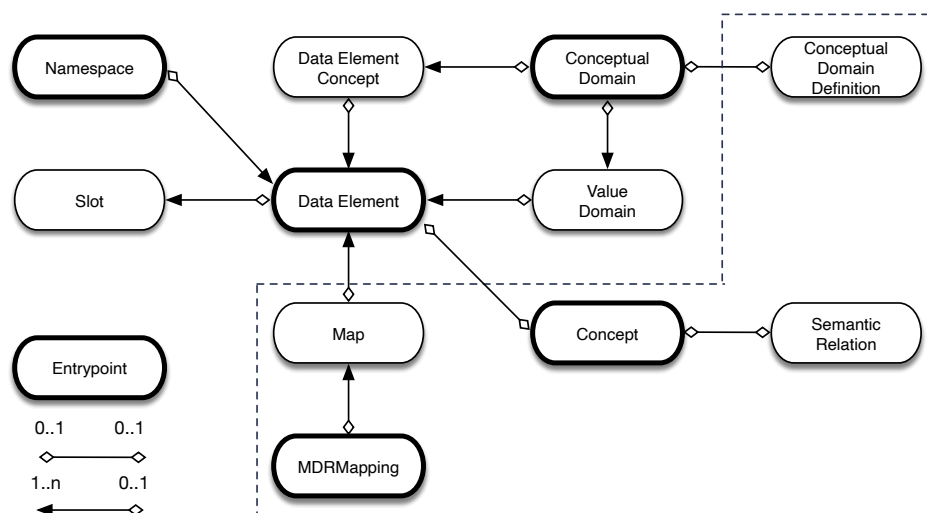 Namespace
Data Element
Concept
Conceptual
Domain
Conceptual
Domain
Definition
Slot
Data Element
Value
Domain
Map
Concept
Semantic
Relation
Entrypoint
0..1 0..1
1..n 0..1
MDRMapping